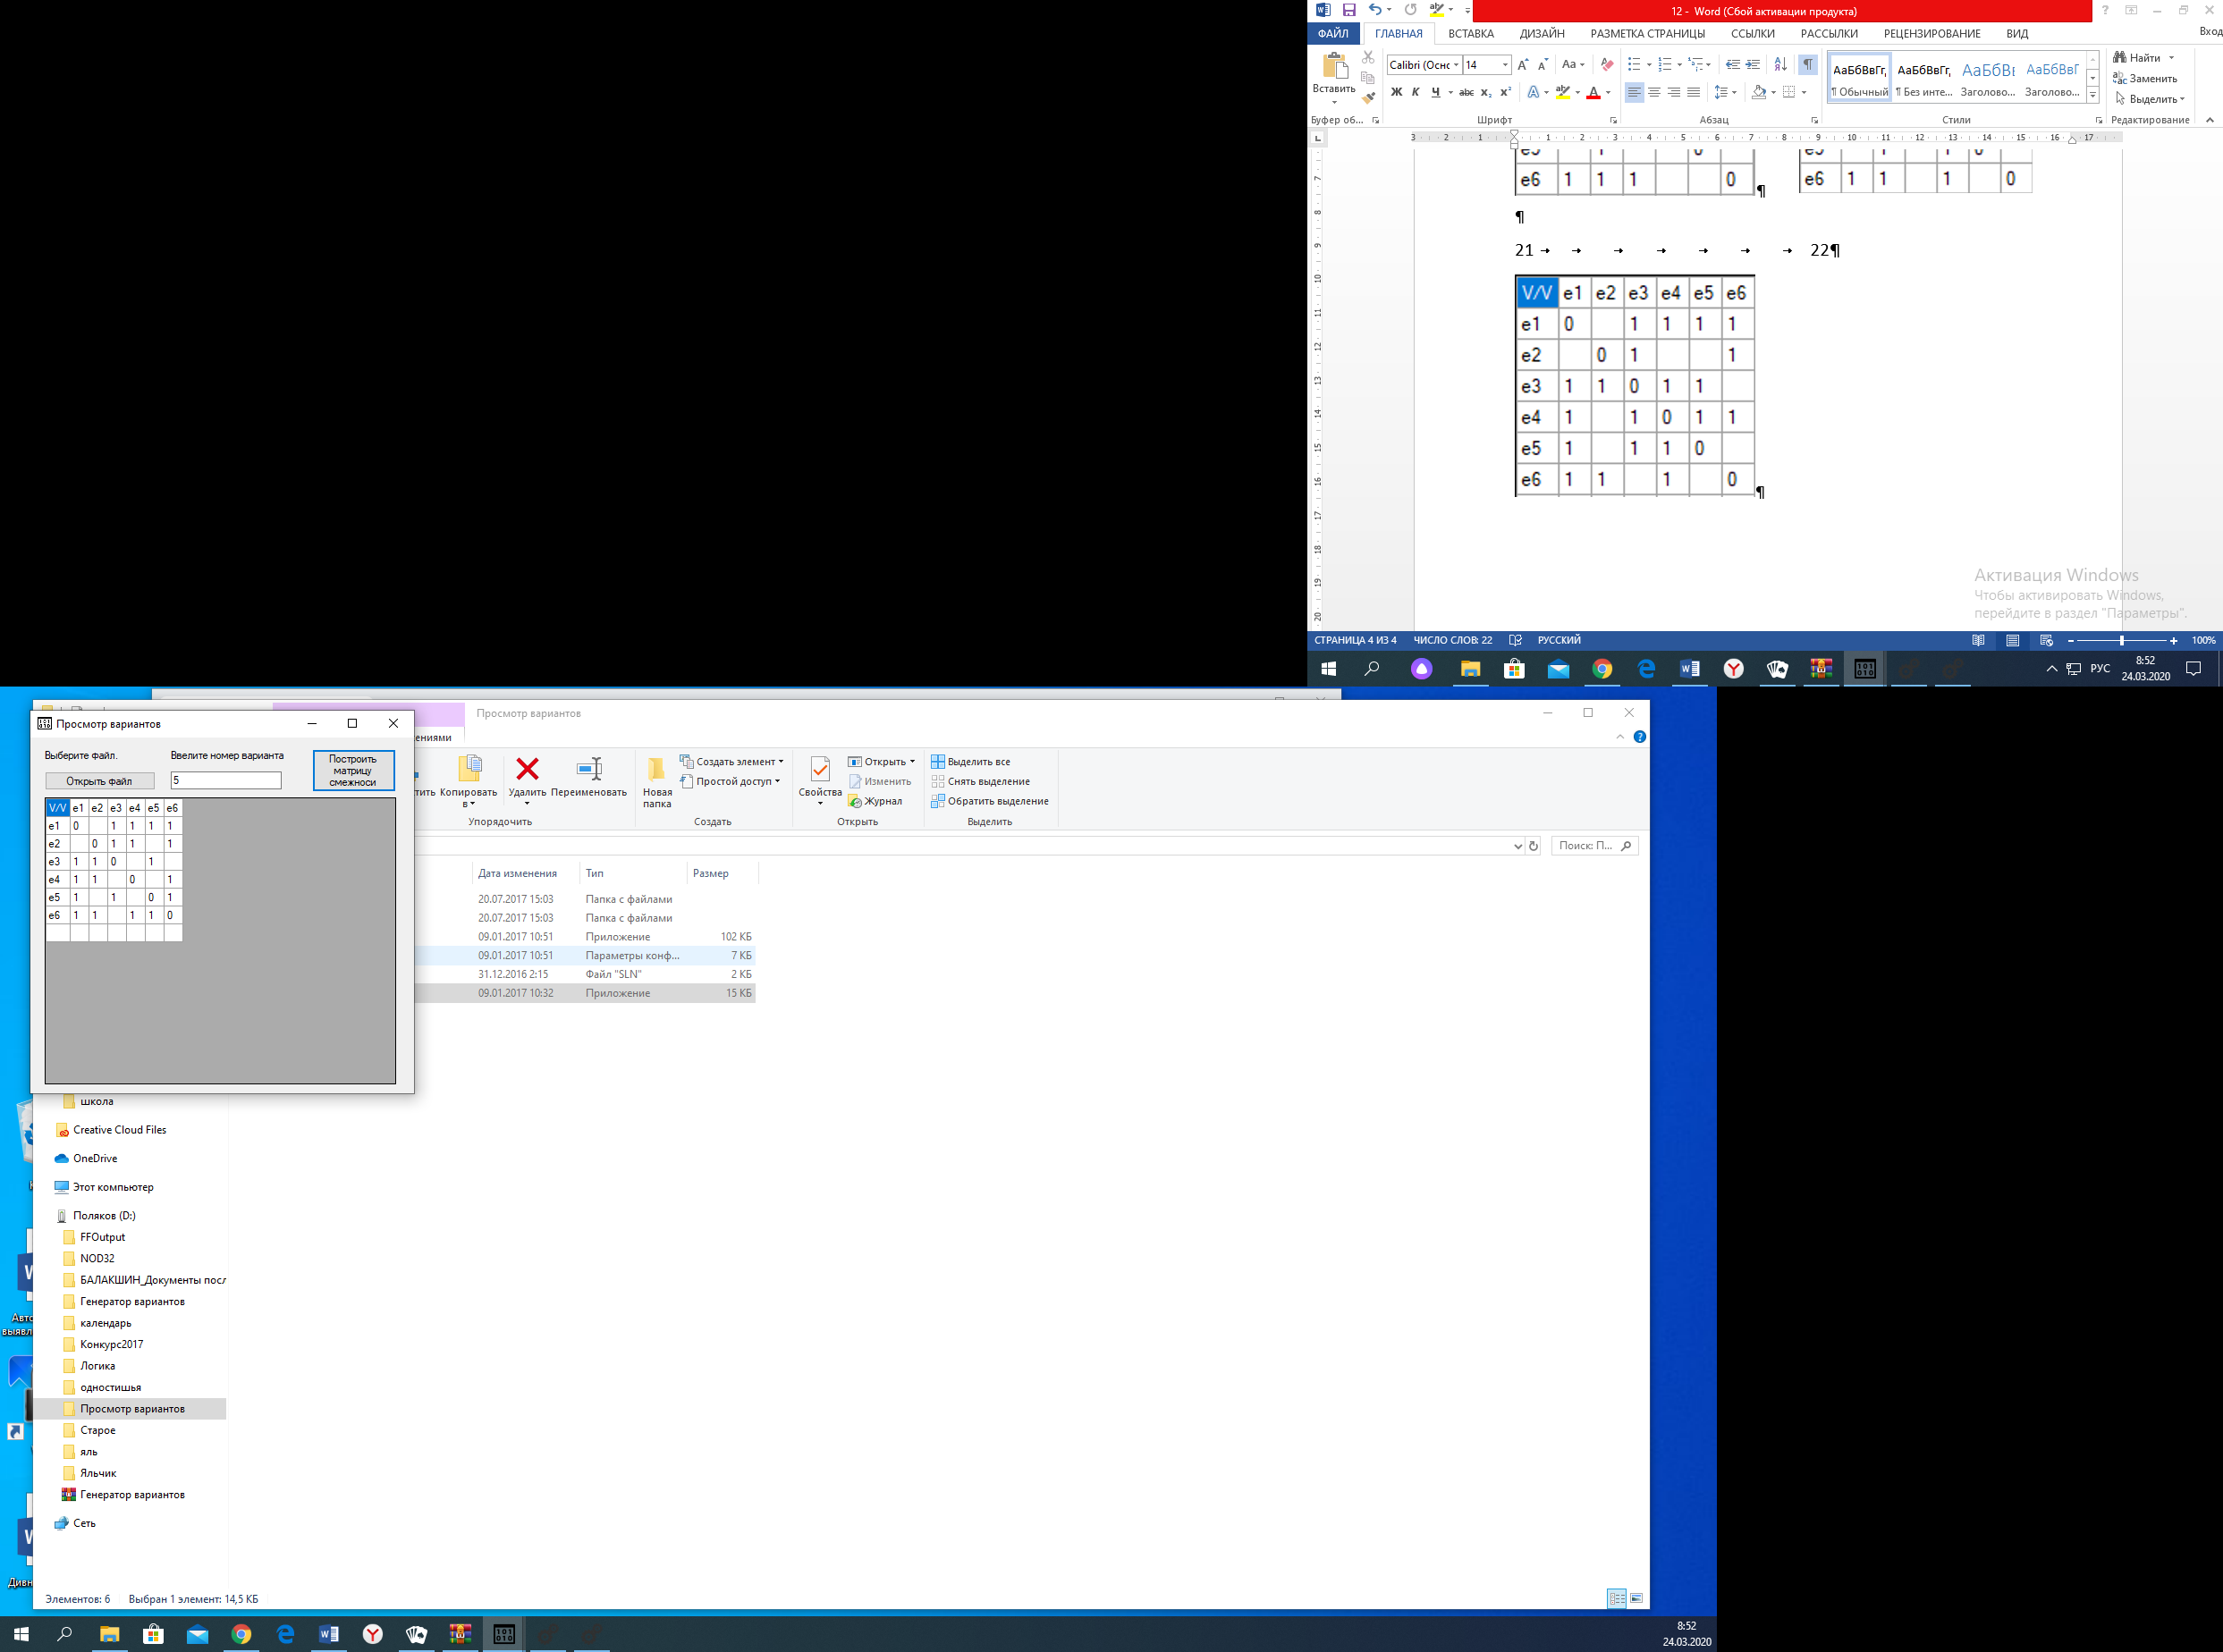 12 - Word (Сбой активации продукта)
ФАЙЛ ГЛАВНАЯ ВСТАВКА ДИЗАЙН РАЗМЕТКА СТРАНИЦЫ ССЫЛКИ РАССЫЛКИ РЕЦЕНЗИРОВАНИЕ ВИД Вход
Вставить
Calibri (Оснс 14
Ж К Ч abc x₂ x²
АаБбВвГг, АаБбВвГг, АаБбВı АаБбВвГ
¶ Обычный ¶ Без инте... Заголово... Заголово...
Найти
Заменить
Выделить
Буфер об... Шрифт Абзац Стили Редактирование
e6 1 1 1 0 ¶
e6 1 1 1 0
¶
21 → → → → → → → 22¶
V/V e1 e2 e3 e4 e5 e6
e1 0 1 1 1 1
e2 0 1 1
e3 1 1 0 1 1
e4 1 1 0 1 1
e5 1 1 1 0
e6 1 1 1 0 ¶
Активация Windows
Чтобы активировать Windows,
перейдите в раздел "Параметры".
СТРАНИЦА 4 ИЗ 4 ЧИСЛО СЛОВ: 22 РУССКИЙ 100%
РУС 8:52
24.03.2020
Просмотр вариантов
Выберите файл.
Ввелите номер варианта
Открыть файл
5
Построить матрицу смежноси
V/V e1 e2 e3 e4 e5 e6
e1 0 1 1 1 1
e2 0 1 1 1
e3 1 1 0 1
e4 1 1 0 1
e5 1 1 0 1
e6 1 1 1 1 0
Просмотр вариантов
ениями
тить
Копировать в
Удалить
Переименовать
Упорядочить
Новая папка
Создать элемент
Простой доступ
Создать
Свойства
Открыть
Изменить
Журнал
Открыть
Выделить все
Снять выделение
Обратить выделение
Выделить
Поиск: П...
Дата изменения Тип Размер
20.07.2017 15:03 Папка с файлами
20.07.2017 15:03 Папка с файлами
09.01.2017 10:51 Приложение 102 КБ
09.01.2017 10:51 Параметры конф... 7 КБ
31.12.2016 2:15 Файл "SLN" 2 КБ
09.01.2017 10:32 Приложение 15 КБ
школа
Creative Cloud Files
OneDrive
Этот компьютер
Поляков (D:)
FFOutput
NOD32
БАЛАКШИН_Документы посл
Генератор вариантов
календарь
Конкурс2017
Логика
одностишья
Просмотр вариантов
Старое
яль
Яльчик
Генератор вариантов
Сеть
Элементов: 6 Выбран 1 элемент: 14,5 КБ
8:52
24.03.2020